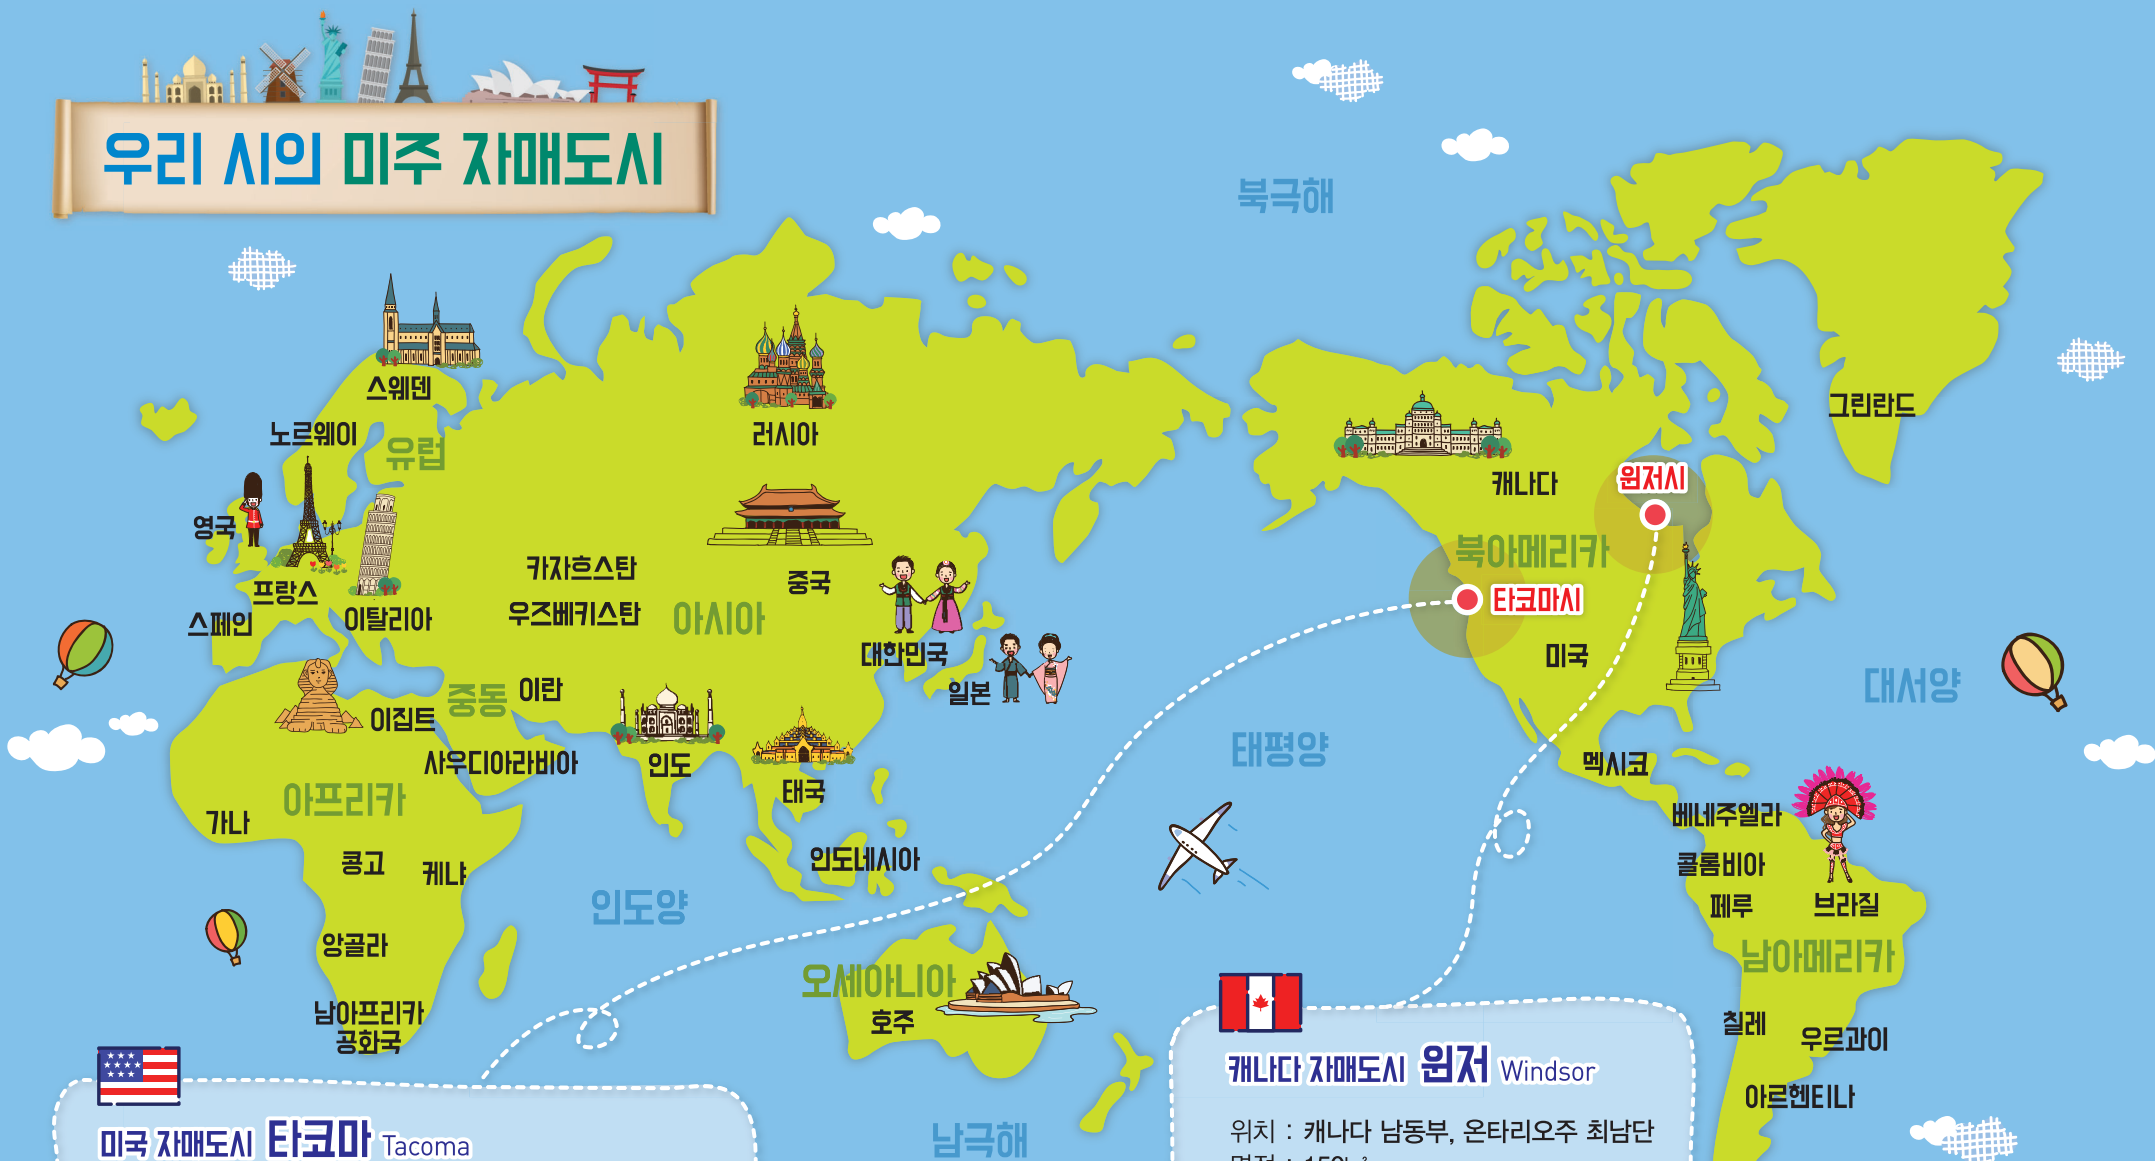 우리 시의 미주 자매도시
북극해
스웨덴
노르웨이
유럽
러시아
그린란드
캐나다
윈저시
영국
프랑스
스페인
이탈리아
카자흐스탄
우즈베키스탄
아시아
중국
대한민국
일본
북아메리카
타코마시
미국
대서양
중동
이란
이집트
사우디아라비아
인도
태국
태평양
멕시코
아프리카
가나
콩고
케냐
인도네시아
베네주엘라
콜롬비아
페루
브라질
인도양
앙골라
남아메리카
오세아니아
호주
남아프리카
공화국
칠레
우르과이
아르헨티나
남극해
미국 자매도시 타코마 Tacoma
캐나다 자매도시 윈저 Windsor
위치 : 캐나다 남동부, 온타리오주 최남단